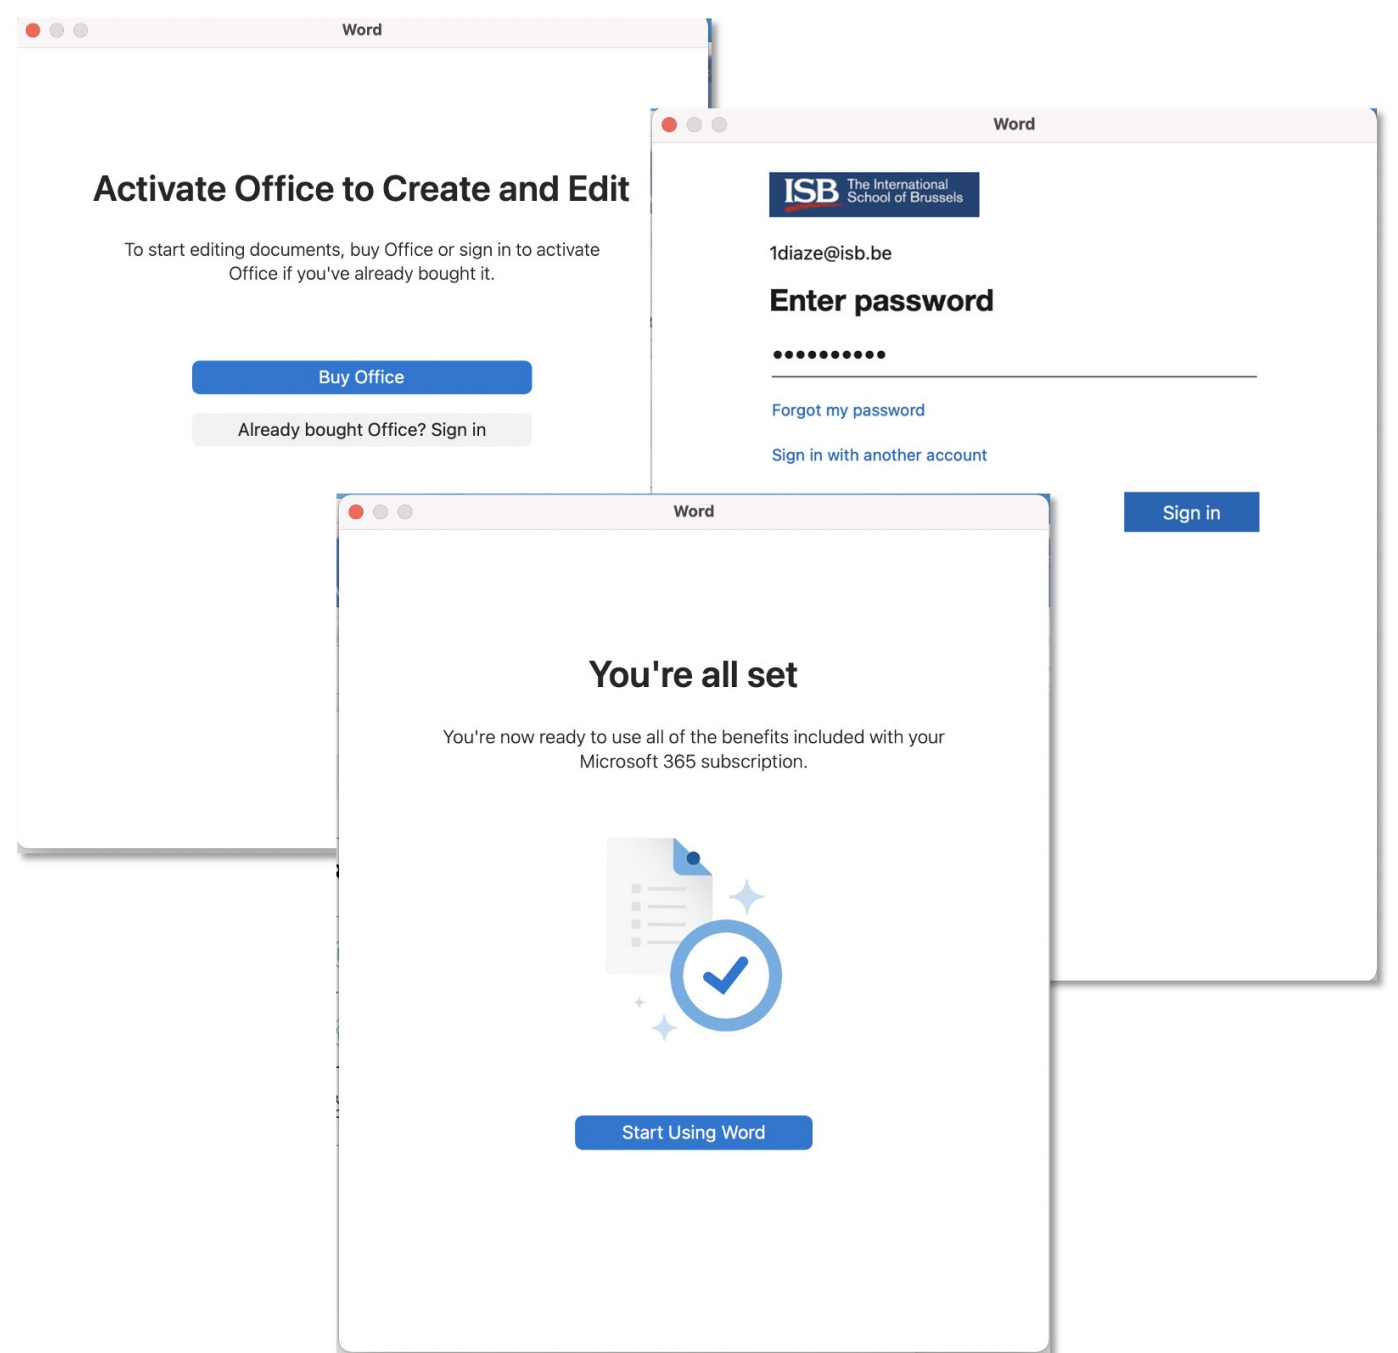 Word
Activate Office to Create and Edit
To start editing documents, buy Office or sign in to activate
Office if you've already bought it.
Buy Office
Already bought Office? Sign in
Word
ISB The International
School of Brussels
1diaze@isb.be
Enter password
••••••••••
Forgot my password
Sign in with another account
Sign in
Word
You're all set
You're now ready to use all of the benefits included with your
Microsoft 365 subscription.
Start Using Word